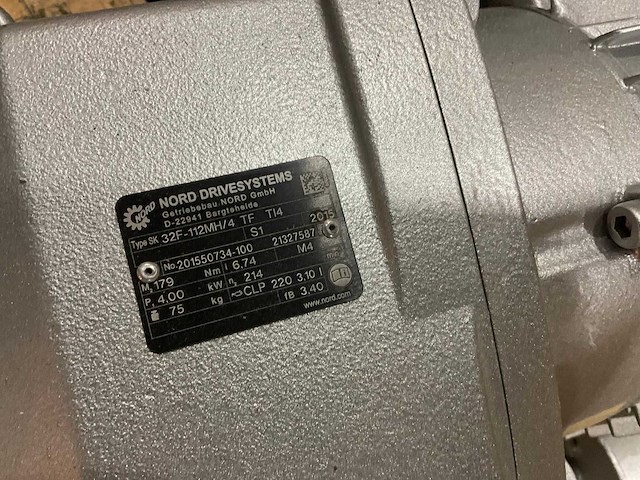 NORD
NORD DRIVESYSTEMS
Getriebebau NORD GmbH
D-22941 Bargteheide
Type SK 32F-112MH/4 TF TI4 2015
S1
No. 201550734-100 21327587
M₂ 179 Nm i 6,74 M4
P₁ 4,00 kW n₂ 214
75 kg CLP 220 3,10 l
fB 3,40
www.nord.com